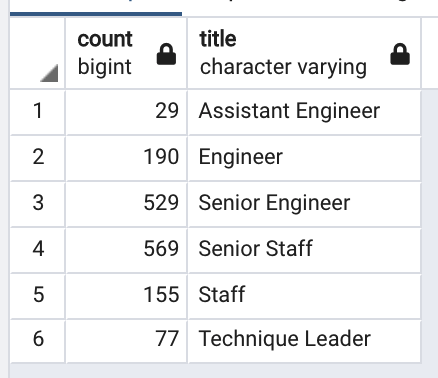 count title
bigint character varying
1 29 Assistant Engineer
2 190 Engineer
3 529 Senior Engineer
4 569 Senior Staff
5 155 Staff
6 77 Technique Leader